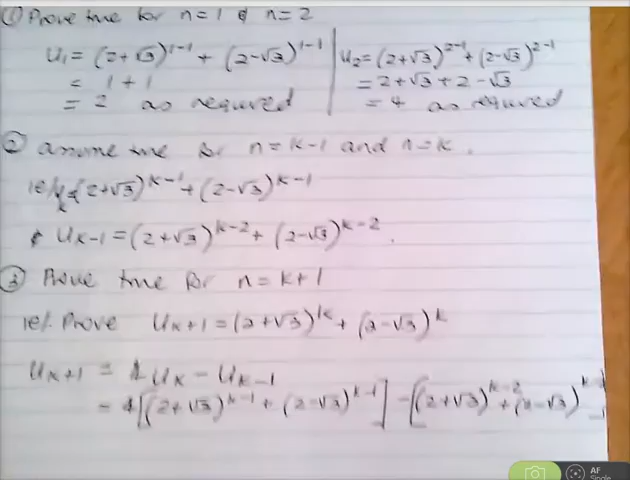 ① Prove true for n=1 & n=2
U₁ = (2+√3)¹⁻¹ + (2-√3)¹⁻¹ | U₂ = (2+√3)²⁻¹ + (2-√3)²⁻¹
= 1 + 1 = 2+√3 + 2-√3
= 2 as required = 4 as required
② assume true for n=k-1 and n=k.
ie/ Uₖ = (2+√3)ᵏ⁻¹ + (2-√3)ᵏ⁻¹
& Uₖ₋₁ = (2+√3)ᵏ⁻² + (2-√3)ᵏ⁻².
③ Prove true for n=k+1
ie/. Prove Uₖ₊₁ = (2+√3)ᵏ + (2-√3)ᵏ
Uₖ₊₁ = 4Uₖ - Uₖ₋₁
= 4[(2+√3)ᵏ⁻¹ + (2-√3)ᵏ⁻¹] - [(2+√3)ᵏ⁻² + (2-√3)ᵏ
AF
Single